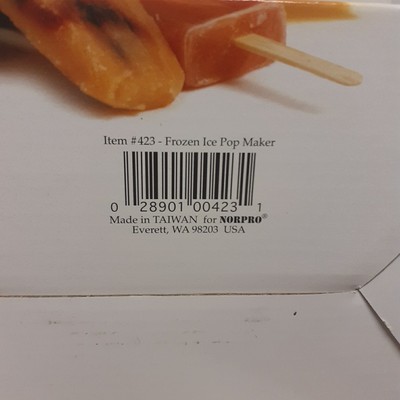 Item #423 - Frozen Ice Pop Maker
0 28901 00423 1
Made in TAIWAN for NORPRO®
Everett, WA 98203 USA